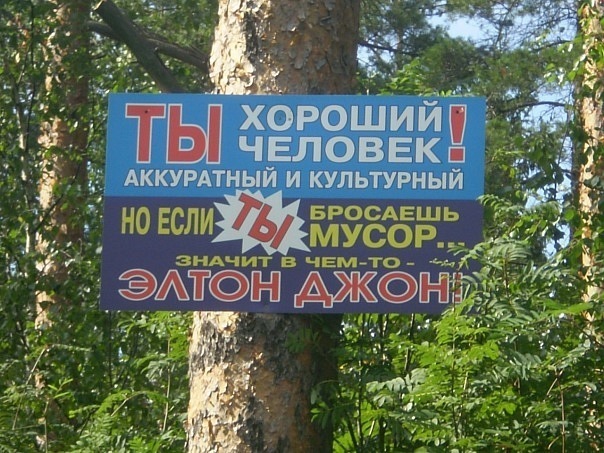 ТЫ ХОРОШИЙ ЧЕЛОВЕК!
АККУРАТНЫЙ И КУЛЬТУРНЫЙ
НО ЕСЛИ ТЫ БРОСАЕШЬ
МУСОР...
ЗНАЧИТ В ЧЕМ-ТО -
ЭЛТОН ДЖОН!